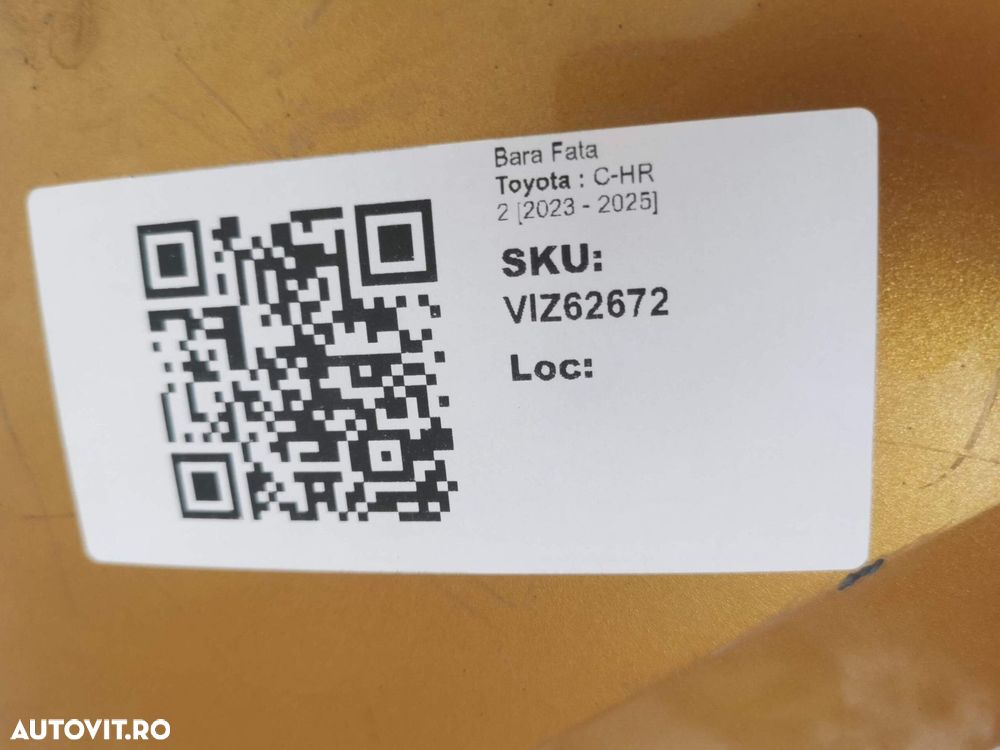 Bara Fata
Toyota : C-HR
2 [2023 - 2025]
SKU:
VIZ62672
Loc:
AUTOVIT.RO